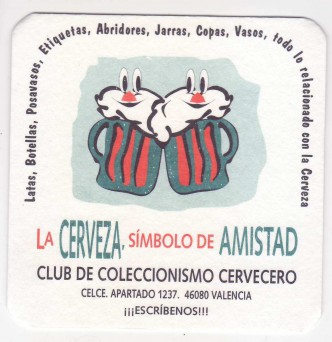 Latas, Botellas, Posavasos, Etiquetas, Abridores, Jarras, Copas, Vasos, todo lo relacionado con la Cerveza
LA CERVEZA, SÍMBOLO DE AMISTAD
CLUB DE COLECCIONISMO CERVECERO
CELCE. APARTADO 1237. 46080 VALENCIA
¡¡¡ESCRÍBENOS!!!